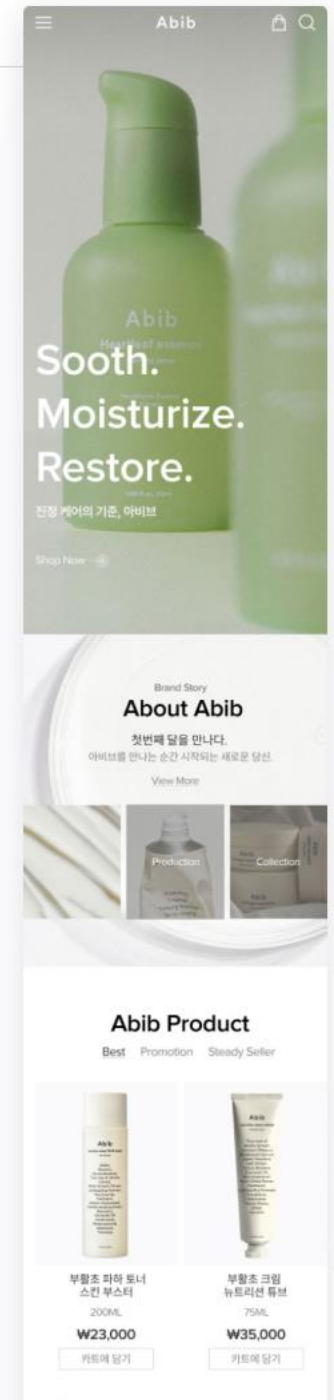 Abib
Abib
Heartleaf essence
Sooth.
Moisturize.
Restore.
진정 케어의 기준, 아비브
Shop Now
Brand Story
About Abib
첫번째 달을 만나다.
아비브를 만나는 순간 시작되는 새로운 당신.
View More
Production
Collection
Abib Product
Best Promotion Steady Seller
Abib
Abib
부활초 파하 토너
스킨 부스터
200ML
₩23,000
카트에 담기
부활초 크림
뉴트리션 튜브
75ML
₩35,000
카트에 담기